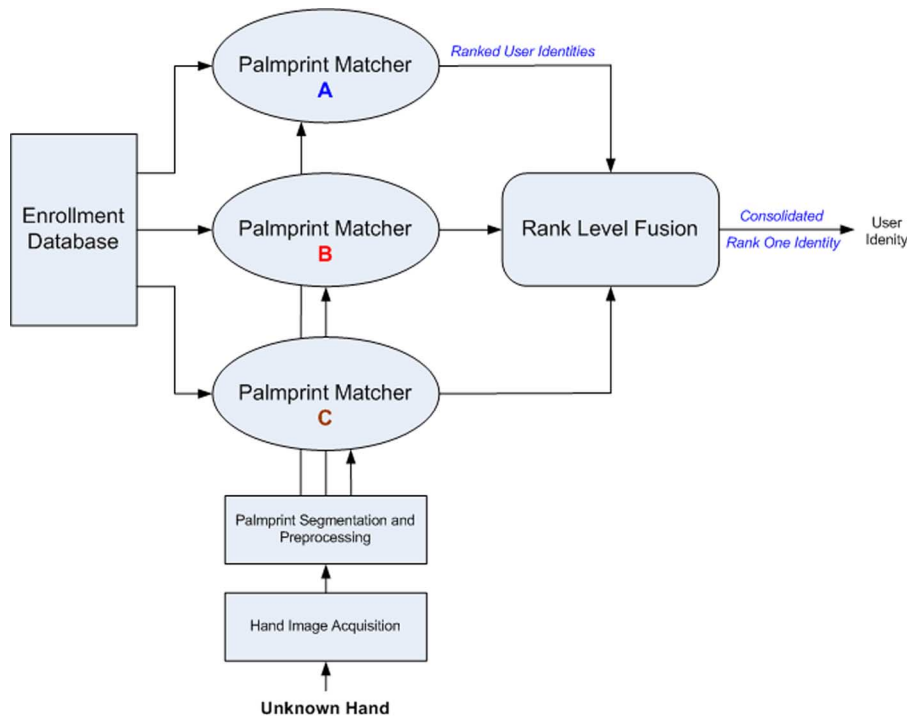 Palmprint Matcher
A
Ranked User Identities
Enrollment
Database
Palmprint Matcher
B
Rank Level Fusion
Consolidated
Rank One Identity
User
Idenity
Palmprint Matcher
C
Palmprint Segmentation and
Preprocessing
Hand Image Acquisition
Unknown Hand